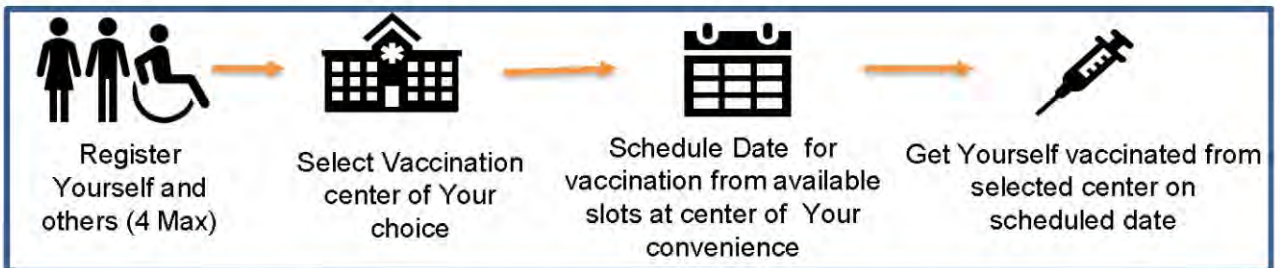 Register
Yourself and
others (4 Max)
Select Vaccination
center of Your
choice
Schedule Date for
vaccination from available
slots at center of Your
convenience
Get Yourself vaccinated from
selected center on
scheduled date